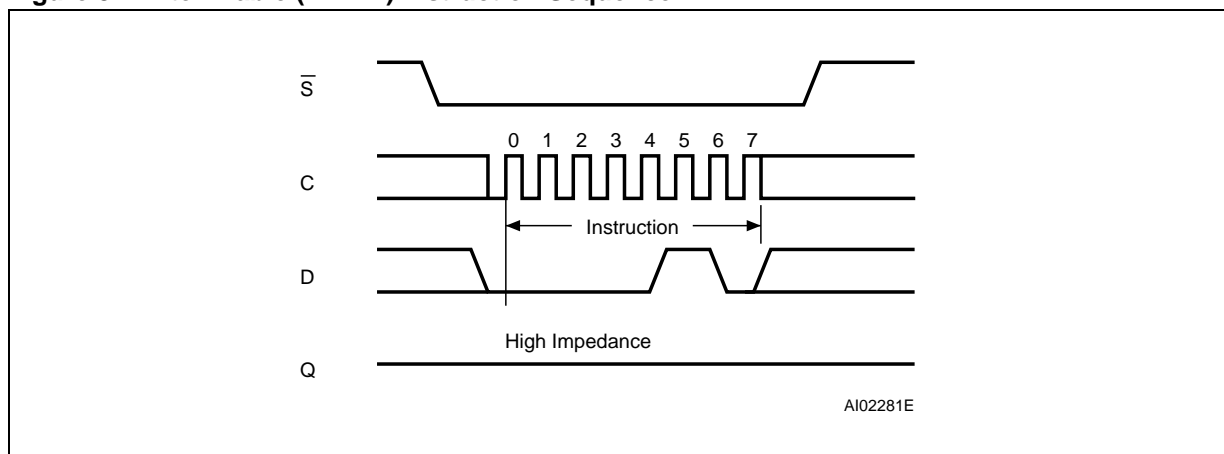 S̅
0 1 2 3 4 5 6 7
C
Instruction
D
High Impedance
Q
AI02281E